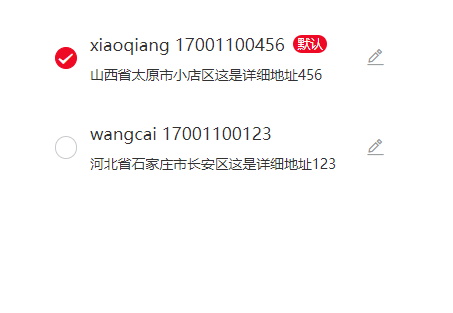 xiaoqiang 17001100456 默认
山西省太原市小店区这是详细地址456
wangcai 17001100123
河北省石家庄市长安区这是详细地址123